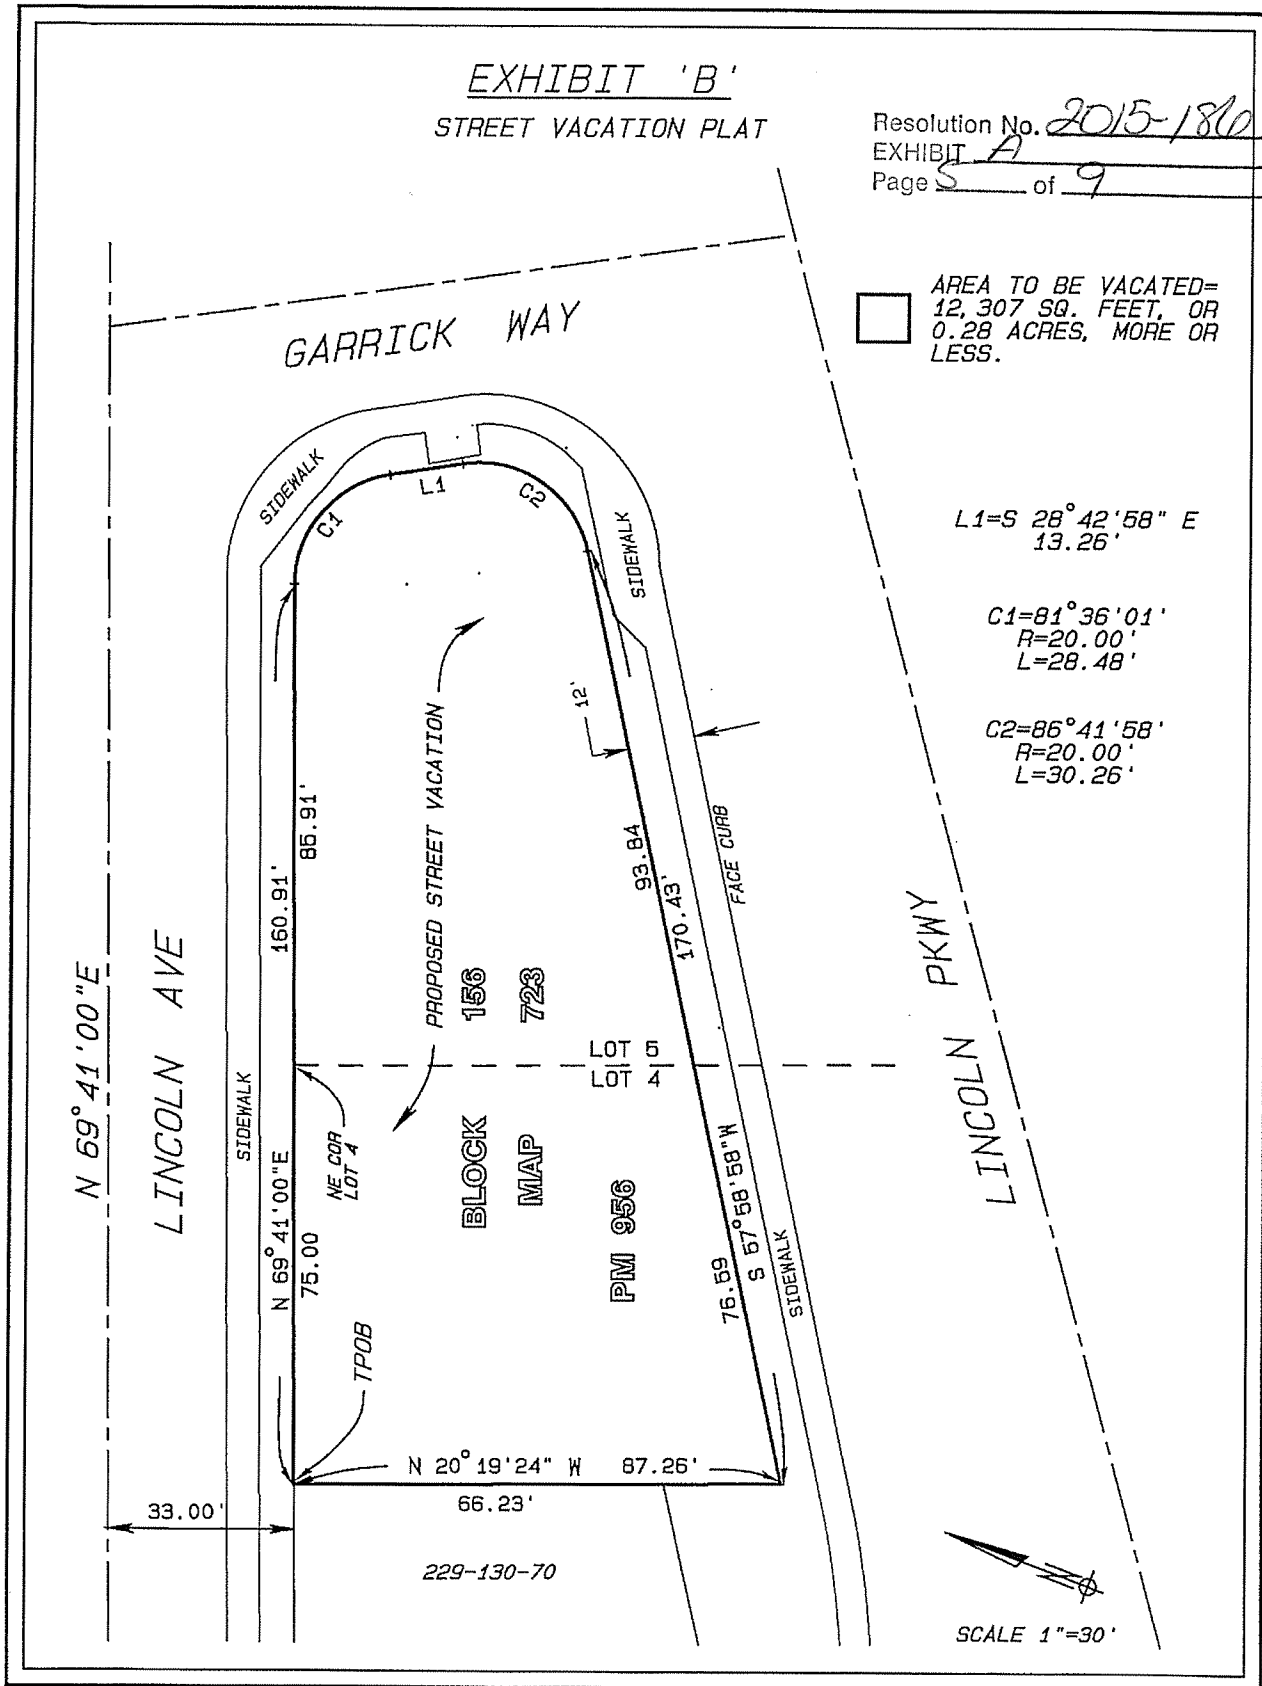 EXHIBIT 'B'
STREET VACATION PLAT
Resolution No. 2015-186
EXHIBIT A
Page 5 of 9
AREA TO BE VACATED=
12,307 SQ. FEET, OR
0.28 ACRES, MORE OR
LESS.
GARRICK WAY
SIDEWALK
C1
L1
C2
SIDEWALK
L1=S 28°42'58" E
13.26'
C1=81°36'01'
R=20.00'
L=28.48'
C2=86°41'58'
R=20.00'
L=30.26'
12'
PROPOSED STREET VACATION
85.91'
160.91'
93.84
170.43'
FACE CURB
LINCOLN PKWY
N 69°41'00"E
LINCOLN AVE
SIDEWALK
BLOCK 156
MAP 723
LOT 5
LOT 4
NE COR
LOT 4
N 69°41'00"E
75.00
PM 956
76.59
S 57°58'58"W
SIDEWALK
TPOB
N 20°19'24" W 87.26'
66.23'
33.00'
229-130-70
N
SCALE 1"=30'